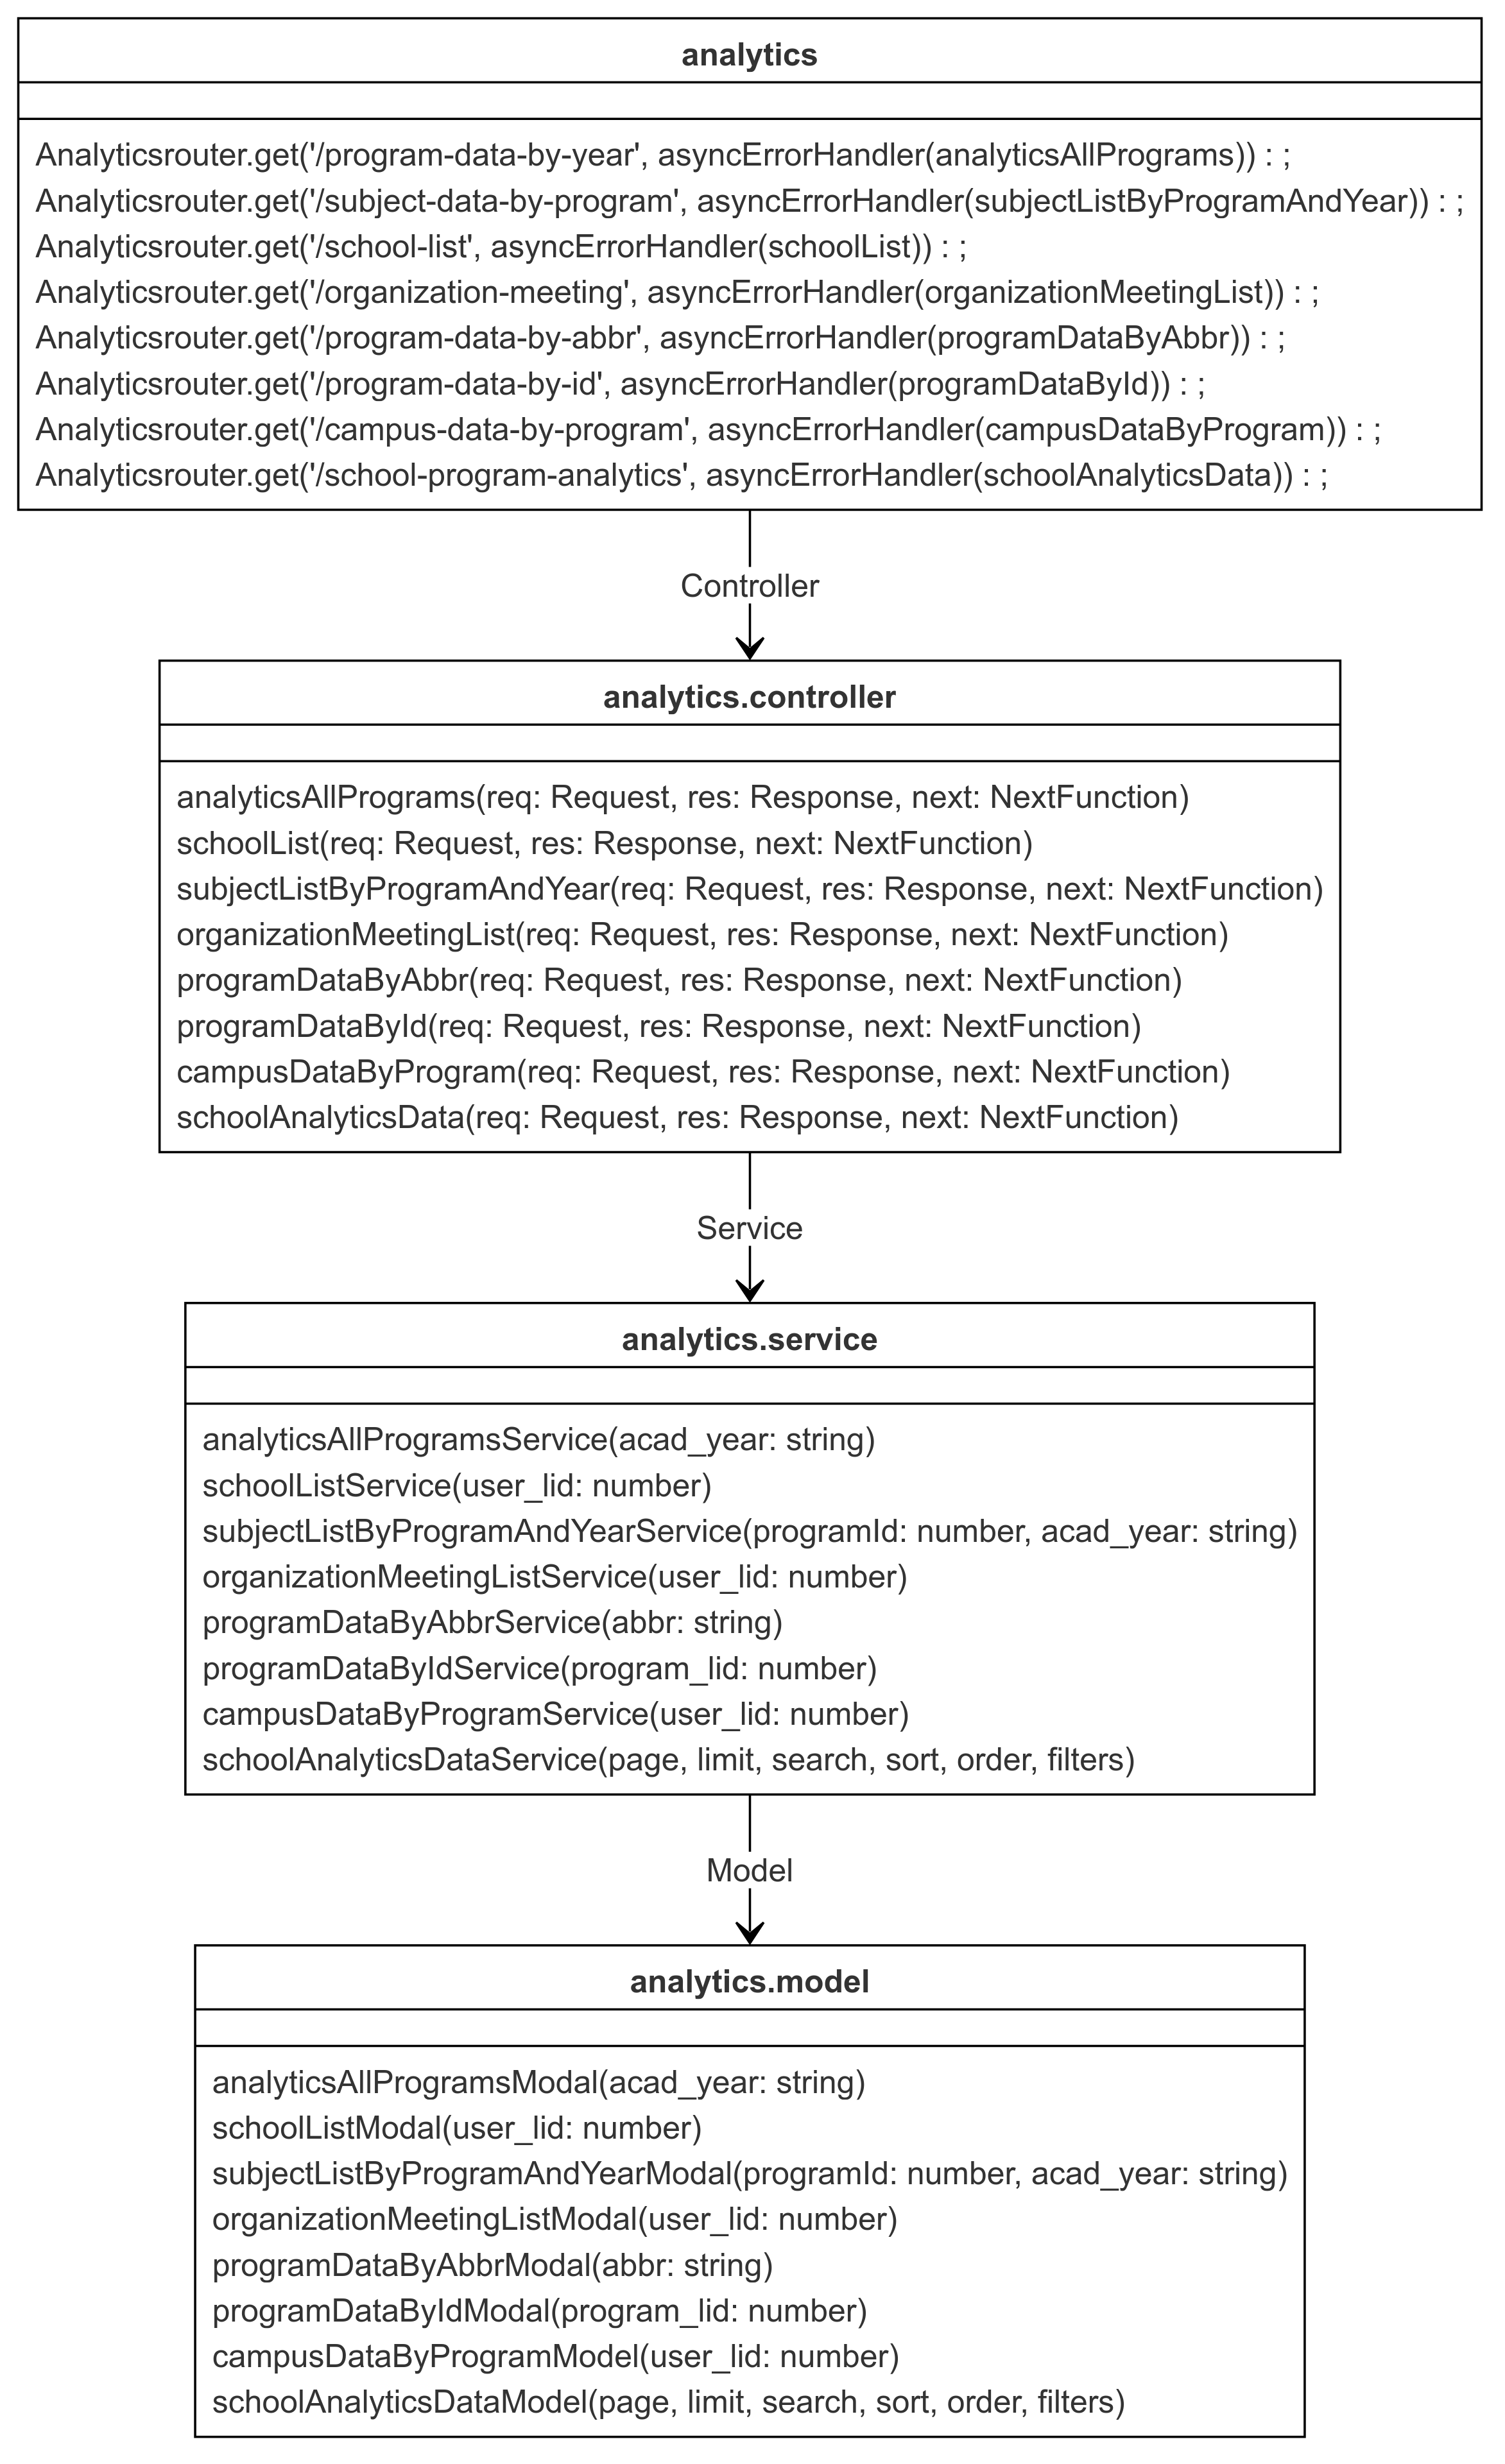 analytics
Analyticsrouter.get('/program-data-by-year', asyncErrorHandler(analyticsAllPrograms)) : ;
Analyticsrouter.get('/subject-data-by-program', asyncErrorHandler(subjectListByProgramAndYear)) : ;
Analyticsrouter.get('/school-list', asyncErrorHandler(schoolList)) : ;
Analyticsrouter.get('/organization-meeting', asyncErrorHandler(organizationMeetingList)) : ;
Analyticsrouter.get('/program-data-by-abbr', asyncErrorHandler(programDataByAbbr)) : ;
Analyticsrouter.get('/program-data-by-id', asyncErrorHandler(programDataById)) : ;
Analyticsrouter.get('/campus-data-by-program', asyncErrorHandler(campusDataByProgram)) : ;
Analyticsrouter.get('/school-program-analytics', asyncErrorHandler(schoolAnalyticsData)) : ;
Controller
analytics.controller
analyticsAllPrograms(req: Request, res: Response, next: NextFunction)
schoolList(req: Request, res: Response, next: NextFunction)
subjectListByProgramAndYear(req: Request, res: Response, next: NextFunction)
organizationMeetingList(req: Request, res: Response, next: NextFunction)
programDataByAbbr(req: Request, res: Response, next: NextFunction)
programDataById(req: Request, res: Response, next: NextFunction)
campusDataByProgram(req: Request, res: Response, next: NextFunction)
schoolAnalyticsData(req: Request, res: Response, next: NextFunction)
Service
analytics.service
analyticsAllProgramsService(acad_year: string)
schoolListService(user_lid: number)
subjectListByProgramAndYearService(programId: number, acad_year: string)
organizationMeetingListService(user_lid: number)
programDataByAbbrService(abbr: string)
programDataByIdService(program_lid: number)
campusDataByProgramService(user_lid: number)
schoolAnalyticsDataService(page, limit, search, sort, order, filters)
Model
analytics.model
analyticsAllProgramsModal(acad_year: string)
schoolListModal(user_lid: number)
subjectListByProgramAndYearModal(programId: number, acad_year: string)
organizationMeetingListModal(user_lid: number)
programDataByAbbrModal(abbr: string)
programDataByIdModal(program_lid: number)
campusDataByProgramModel(user_lid: number)
schoolAnalyticsDataModel(page, limit, search, sort, order, filters)